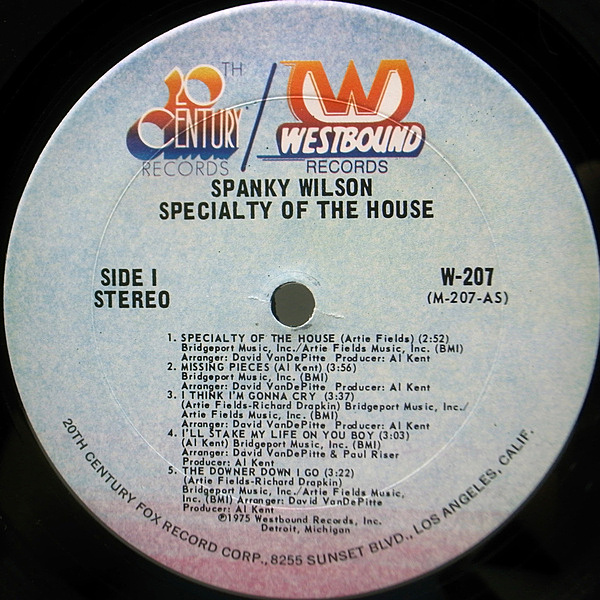 20TH CENTURY RECORDS / W WESTBOUND RECORDS
SPANKY WILSON
SPECIALTY OF THE HOUSE
SIDE I
STEREO
W-207
(M-207-AS)
1. SPECIALTY OF THE HOUSE (Artie Fields) (2:52)
Bridgeport Music, Inc./Artie Fields Music, Inc. (BMI)
Arranger: David VanDePitte Producer: Al Kent
2. MISSING PIECES (Al Kent) (3:56)
Bridgeport Music, Inc. (BMI)
Arranger: David VanDePitte Producer: Al Kent
3. I THINK I'M GONNA CRY (3:37)
(Artie Fields-Richard Drapkin) Bridgeport Music, Inc./
Artie Fields Music, Inc. (BMI)
Arranger: David VanDePitte Producer: Al Kent
4. I'LL STAKE MY LIFE ON YOU BOY (3:03)
(Al Kent) Bridgeport Music, Inc. (BMI)
Arranger: David VanDePitte & Paul Riser
Producer: Al Kent
5. THE DOWNER DOWN I GO (3:22)
(Artie Fields-Richard Drapkin)
Bridgeport Music, Inc./Artie Fields Music,
Inc. (BMI) Arranger: David VanDePitte
Producer: Al Kent
℗1975 Westbound Records, Inc.
Detroit, Michigan
20TH CENTURY FOX RECORD CORP., 8255 SUNSET BLVD., LOS ANGELES, CALIF.